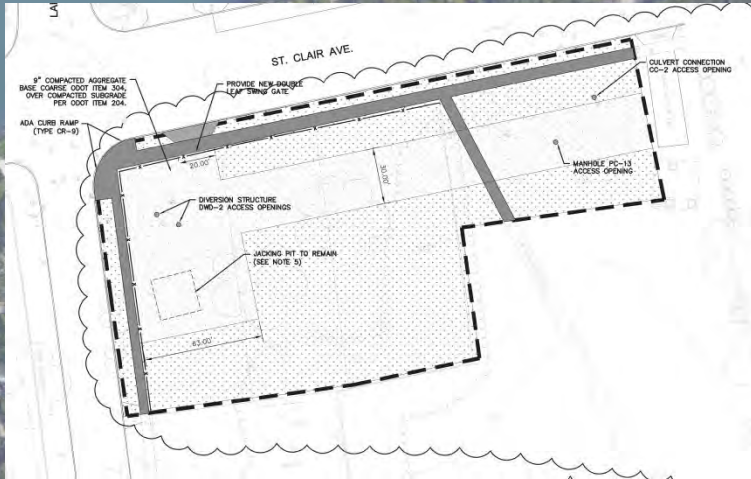 LA
ST. CLAIR AVE.
9" COMPACTED AGGREGATE
BASE COARSE ODOT ITEM 304,
OVER COMPACTED SUBGRADE
PER ODOT ITEM 204.
PROVIDE NEW DOUBLE
LEAF SWING GATE
CULVERT CONNECTION
CC-2 ACCESS OPENING
ADA CURB RAMP
(TYPE CR-9)
20.00'
30.00'
MANHOLE PC-13
ACCESS OPENING
DIVERSION STRUCTURE
DWD-2 ACCESS OPENINGS
JACKING PIT TO REMAIN
(SEE NOTE 5)
63.00'